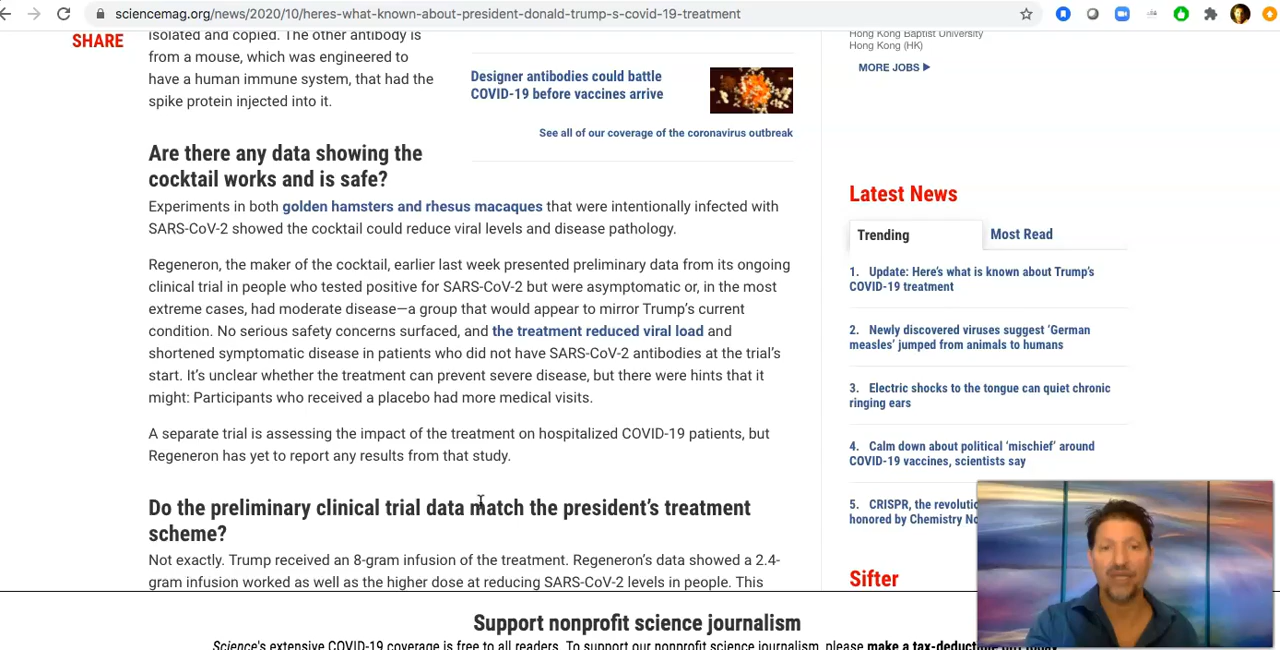 sciencemag.org/news/2020/10/heres-what-known-about-president-donald-trump-s-covid-19-treatment
SHARE
isolated and copied. The other antibody is
from a mouse, which was engineered to
have a human immune system, that had the
spike protein injected into it.
Designer antibodies could battle
COVID-19 before vaccines arrive
See all of our coverage of the coronavirus outbreak
Are there any data showing the
cocktail works and is safe?
Experiments in both golden hamsters and rhesus macaques that were intentionally infected with
SARS-CoV-2 showed the cocktail could reduce viral levels and disease pathology.
Regeneron, the maker of the cocktail, earlier last week presented preliminary data from its ongoing
clinical trial in people who tested positive for SARS-CoV-2 but were asymptomatic or, in the most
extreme cases, had moderate disease—a group that would appear to mirror Trump's current
condition. No serious safety concerns surfaced, and the treatment reduced viral load and
shortened symptomatic disease in patients who did not have SARS-CoV-2 antibodies at the trial's
start. It's unclear whether the treatment can prevent severe disease, but there were hints that it
might: Participants who received a placebo had more medical visits.
A separate trial is assessing the impact of the treatment on hospitalized COVID-19 patients, but
Regeneron has yet to report any results from that study.
Do the preliminary clinical trial data match the president's treatment
scheme?
Not exactly. Trump received an 8-gram infusion of the treatment. Regeneron's data showed a 2.4-
gram infusion worked as well as the higher dose at reducing SARS-CoV-2 levels in people. This
Hong Kong Baptist University
Hong Kong (HK)
MORE JOBS
Latest News
Trending
Most Read
1. Update: Here's what is known about Trump's
COVID-19 treatment
2. Newly discovered viruses suggest 'German
measles' jumped from animals to humans
3. Electric shocks to the tongue can quiet chronic
ringing ears
4. Calm down about political 'mischief' around
COVID-19 vaccines, scientists say
5. CRISPR, the
honored by Chemistry
Sifter
Support nonprofit science journalism
Science's extensive COVID-19 coverage is free to all readers. To support our nonprofit science journalism, please make a